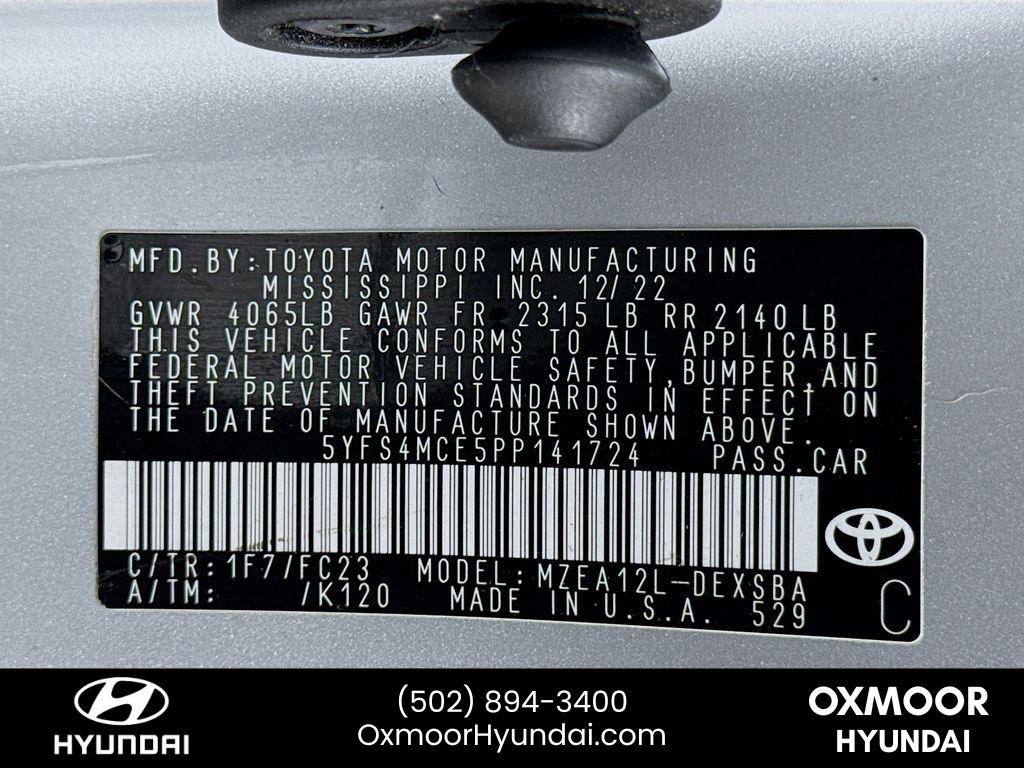 MFD.BY:TOYOTA MOTOR MANUFACTURING
MISSISSIPPI INC. 12/22
GVWR 4065LB GAWR FR 2315 LB RR 2140LB
THIS VEHICLE CONFORMS TO ALL APPLICABLE
FEDERAL MOTOR VEHICLE SAFETY, BUMPER, AND
THEFT PREVENTION STANDARDS IN EFFECT ON
THE DATE OF MANUFACTURE SHOWN ABOVE.
5YFS4MCE5PP141724 PASS.CAR
C/TR: 1F7/FC23 MODEL: MZEA12L-DEXSBA
A/TM: /K120 MADE IN U.S.A. 529
C
HYUNDAI
(502) 894-3400
OxmoorHyundai.com
OXMOOR
HYUNDAI